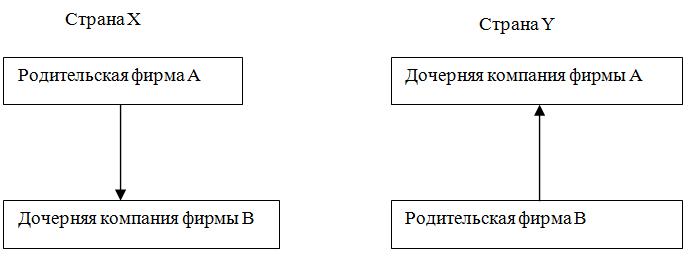 Страна X
Страна Y
Родительская фирма А
Дочерняя компания фирмы А
Дочерняя компания фирмы В
Родительская фирма В